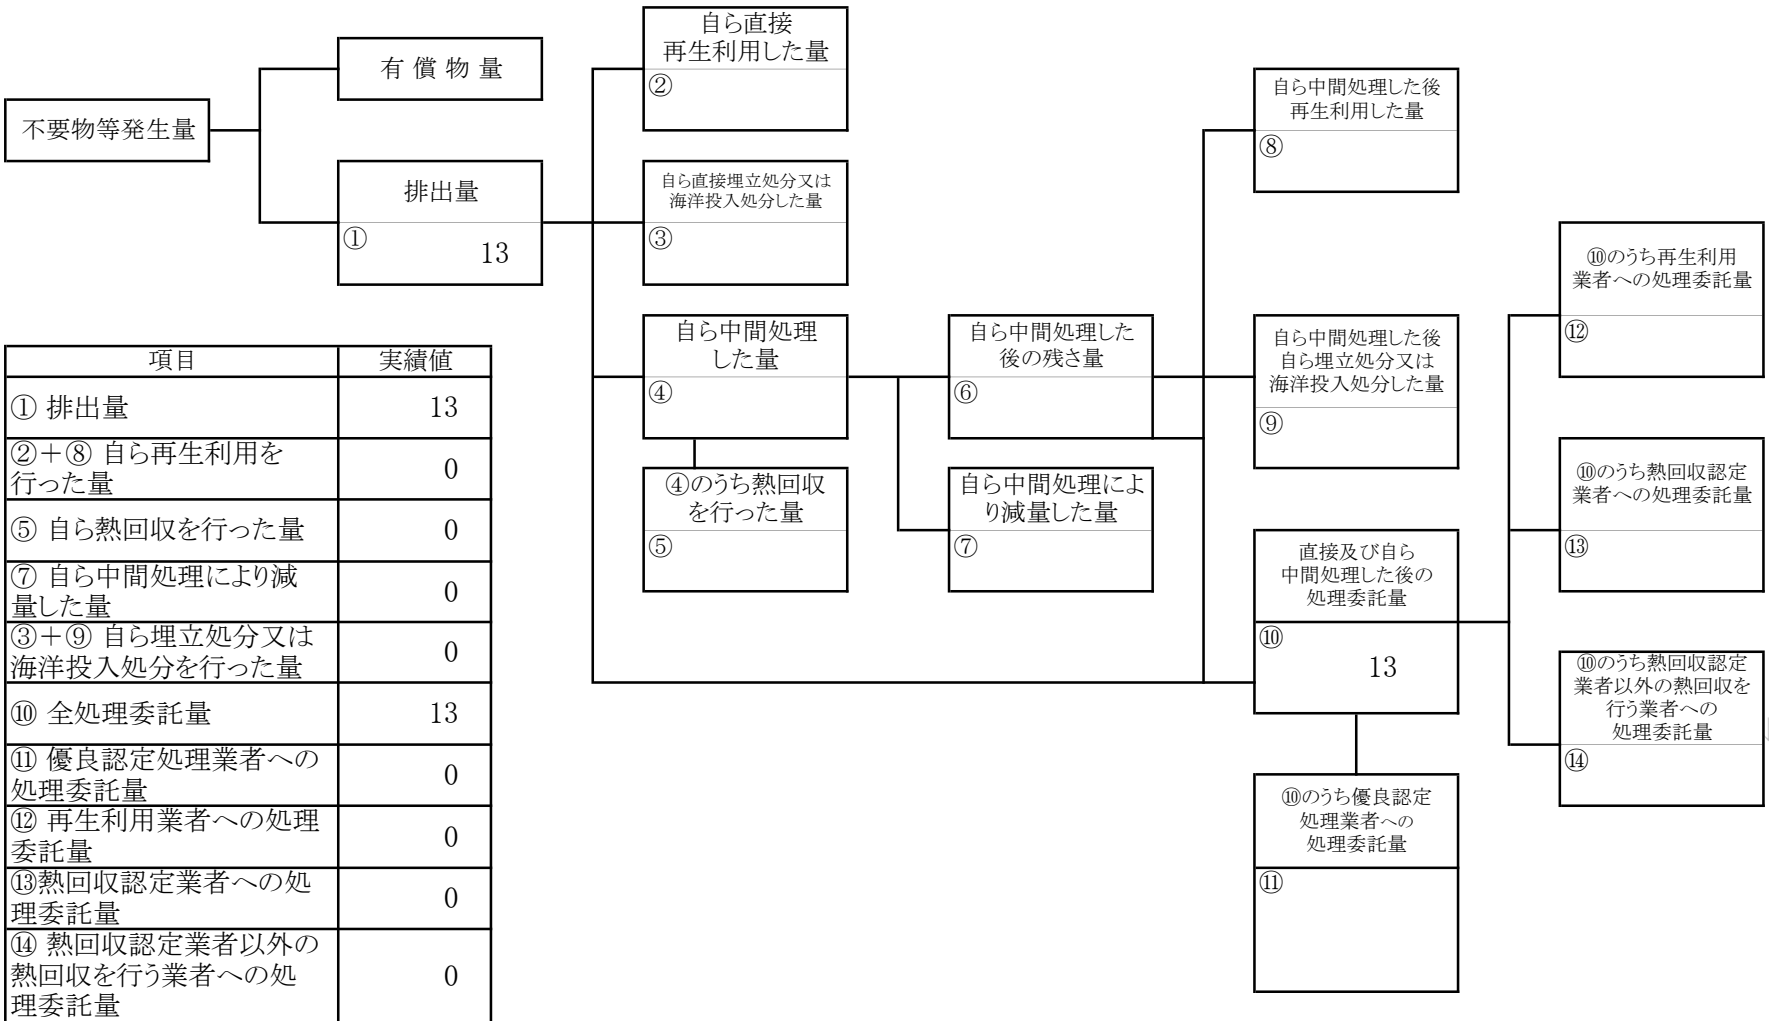 不要物等発生量
有 償 物 量
排出量
①
13
自ら直接
再生利用した量
②
自ら直接埋立処分又は
海洋投入処分した量
③
自ら中間処理
した量
④
④のうち熱回収
を行った量
⑤
自ら中間処理した
後の残さ量
⑥
自ら中間処理によ
り減量した量
⑦
自ら中間処理した後
再生利用した量
⑧
自ら中間処理した後
自ら埋立処分又は
海洋投入処分した量
⑨
直接及び自ら
中間処理した後の
処理委託量
⑩
13
⑩のうち優良認定
処理業者への
処理委託量
⑪
⑩のうち再生利用
業者への処理委託量
⑫
⑩のうち熱回収認定
業者への処理委託量
⑬
⑩のうち熱回収認定
業者以外の熱回収を
行う業者への
処理委託量
⑭
項目 実績値
① 排出量 13
②＋⑧ 自ら再生利用を
行った量 0
⑤ 自ら熱回収を行った量 0
⑦ 自ら中間処理により減
量した量 0
③＋⑨ 自ら埋立処分又は
海洋投入処分を行った量 0
⑩ 全処理委託量 13
⑪ 優良認定処理業者への
処理委託量 0
⑫ 再生利用業者への処理
委託量 0
⑬熱回収認定業者への処
理委託量 0
⑭ 熱回収認定業者以外の
熱回収を行う業者への処
理委託量 0